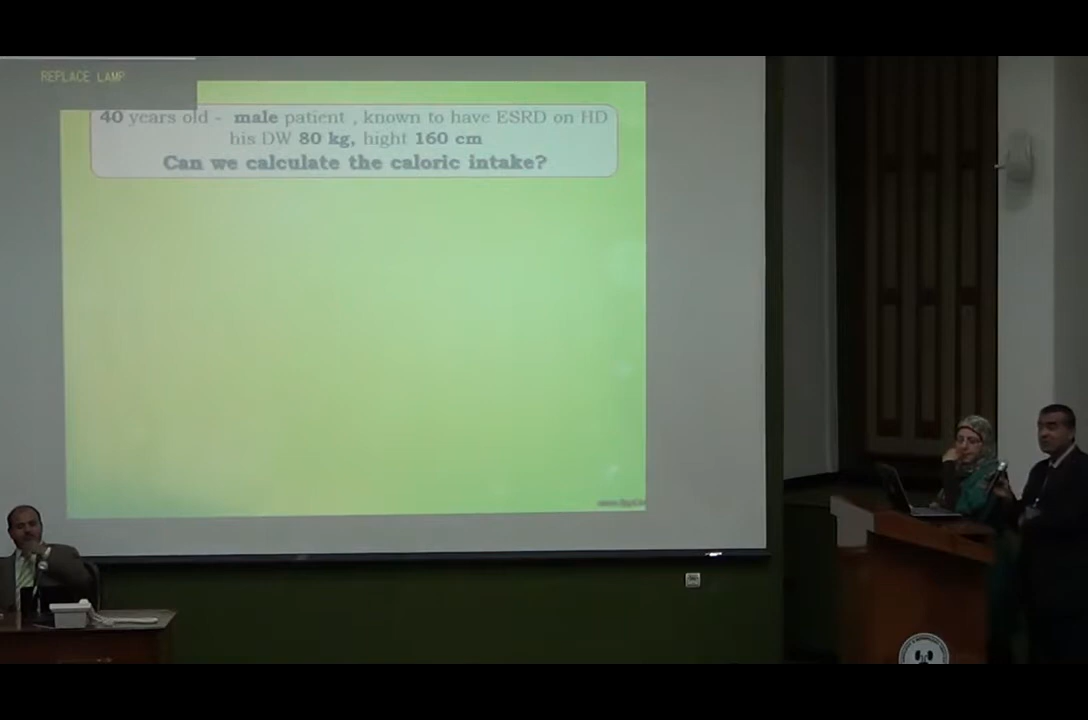 REPLACE LAMP
40 years old - male patient , known to have ESRD on HD
his DW 80 kg, hight 160 cm
Can we calculate the caloric intake?